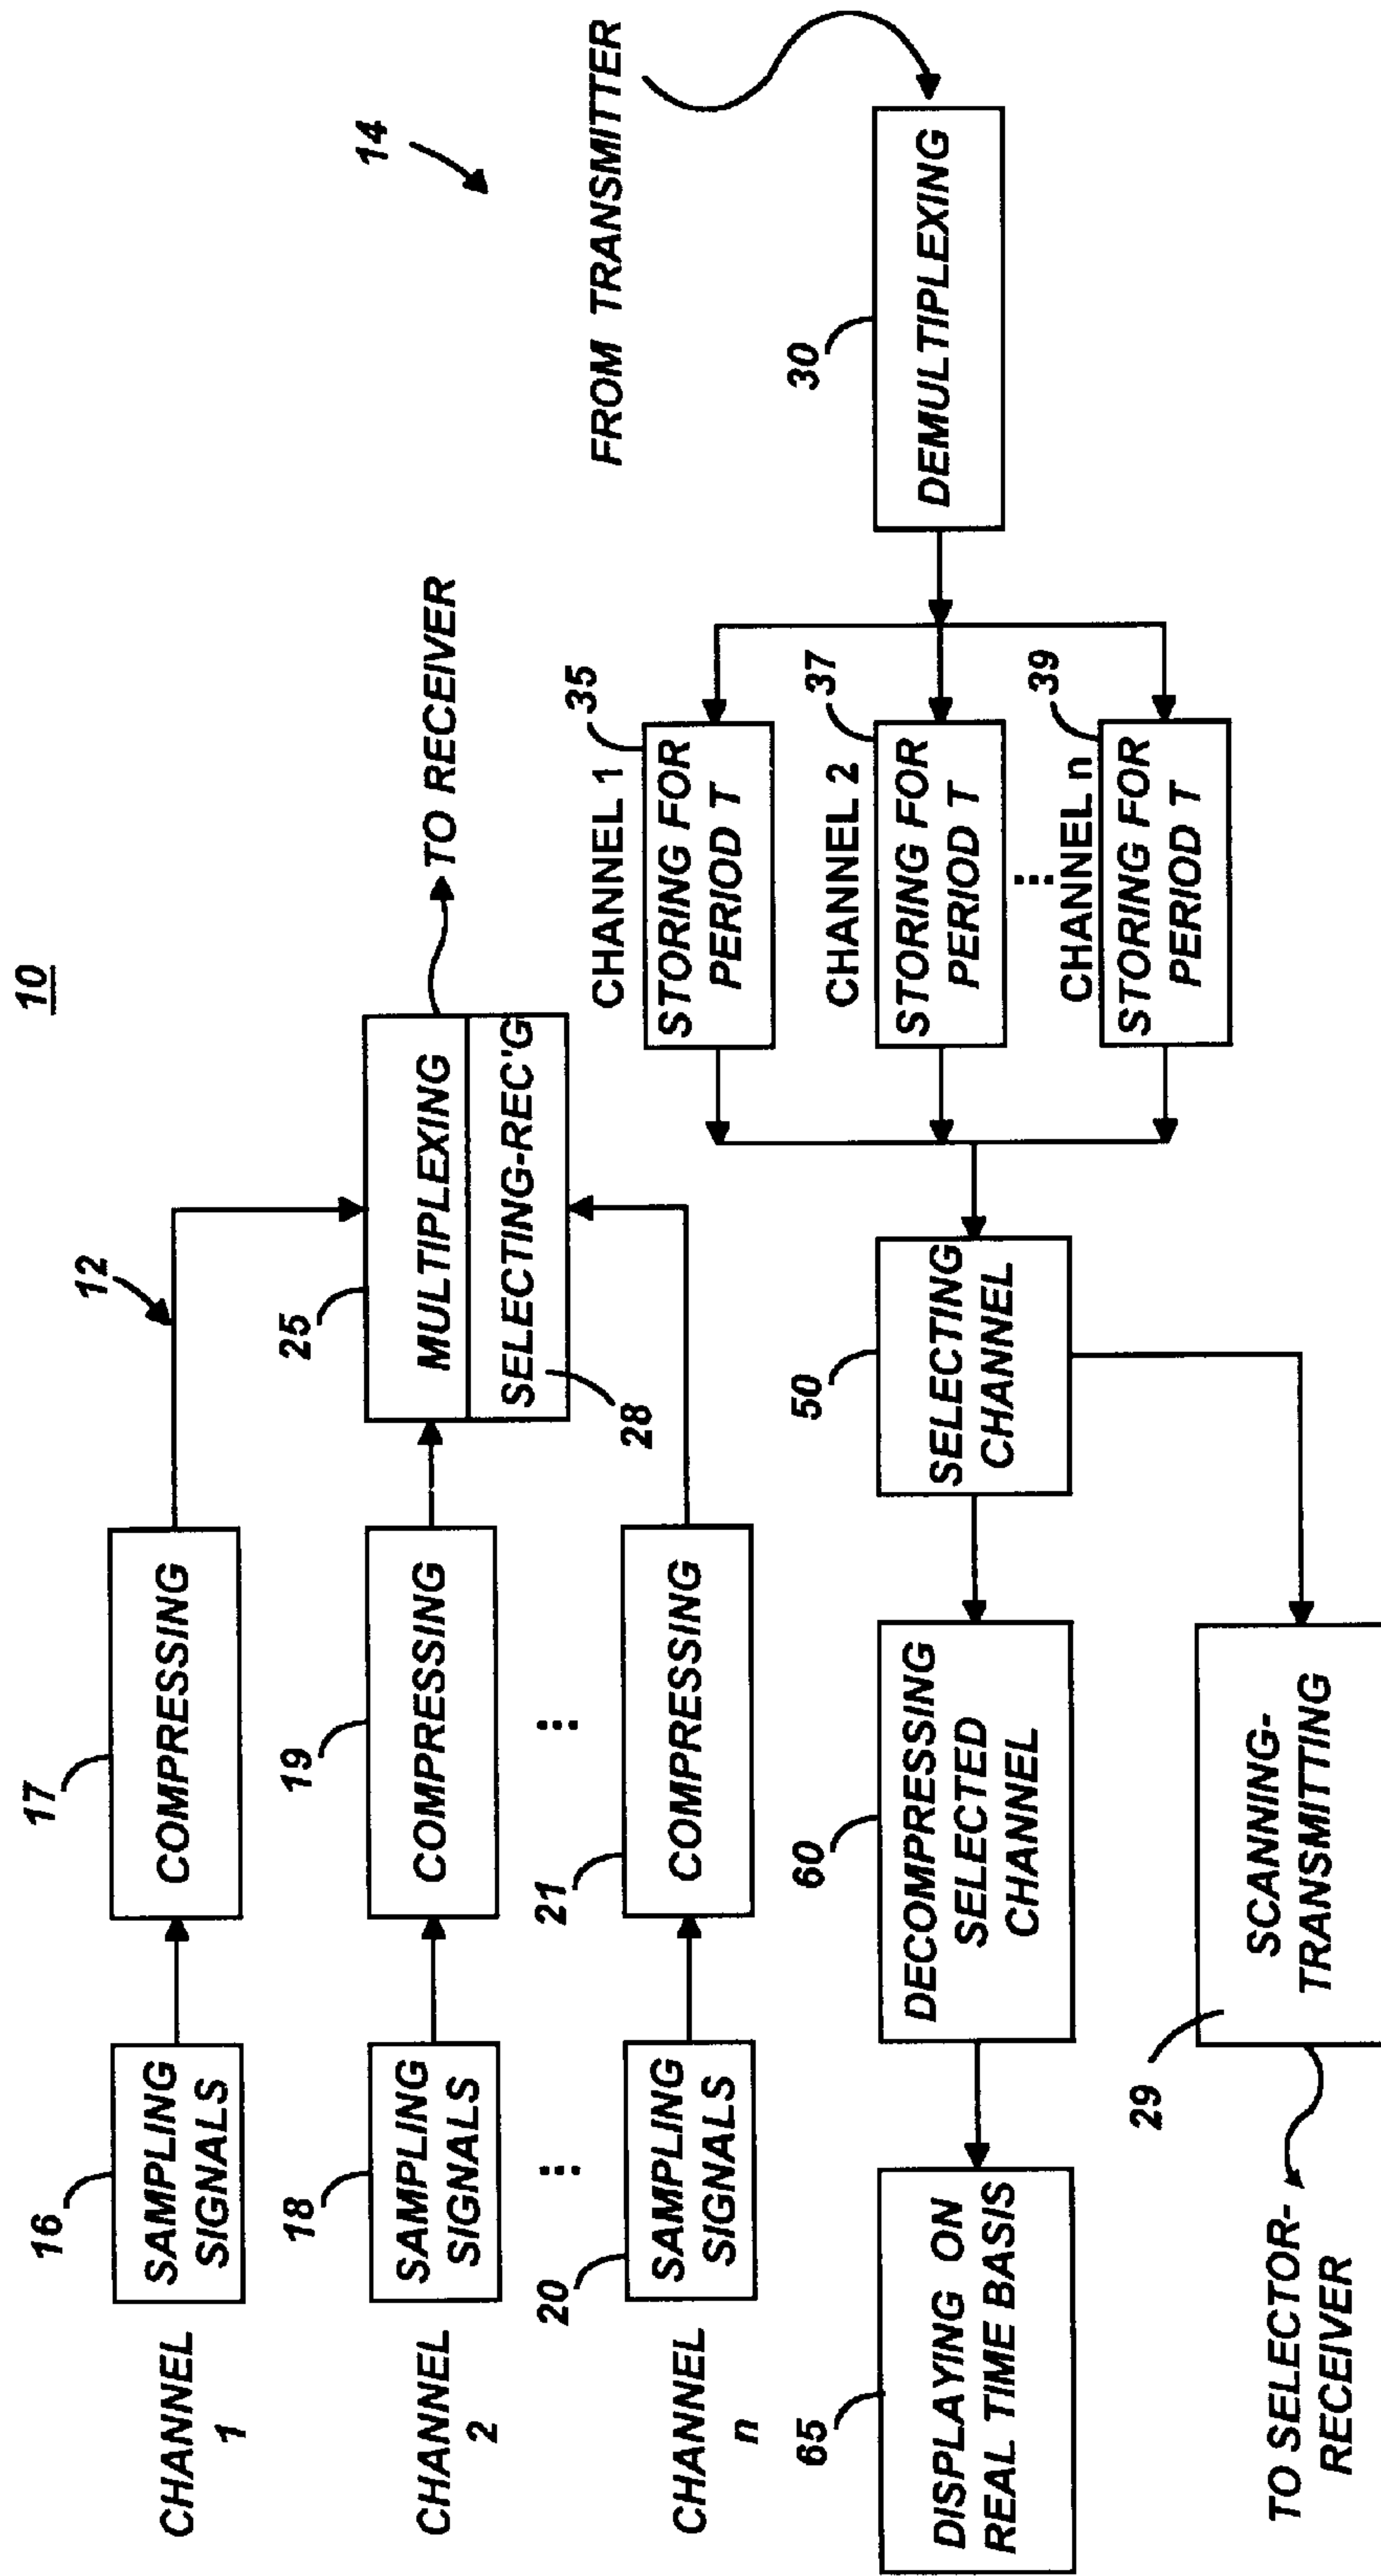 10
12
CHANNEL
1
16
SAMPLING
SIGNALS
17
COMPRESSING
CHANNEL
2
18
SAMPLING
SIGNALS
19
COMPRESSING
25
MULTIPLEXING
SELECTING-REC'G
28
TO RECEIVER
...
...
CHANNEL
n
20
SAMPLING
SIGNALS
21
COMPRESSING
14
FROM TRANSMITTER
30
DEMULTIPLEXING
CHANNEL 1
35
STORING FOR
PERIOD T
CHANNEL 2
37
STORING FOR
PERIOD T
...
CHANNEL n
39
STORING FOR
PERIOD T
50
SELECTING
CHANNEL
60
DECOMPRESSING
SELECTED
CHANNEL
65
DISPLAYING ON
REAL TIME BASIS
29
SCANNING-
TRANSMITTING
TO SELECTOR-
RECEIVER